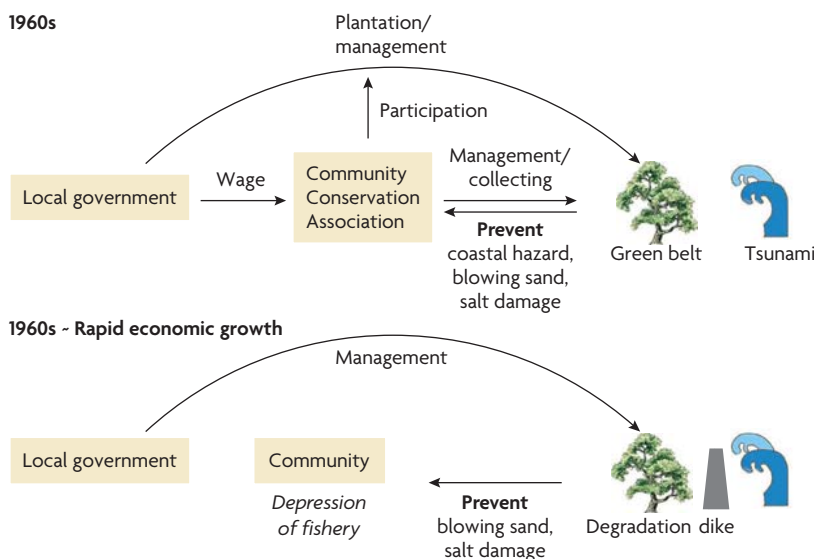 1960s
Plantation/
management
Participation
Local government
Wage
Community
Conservation
Association
Management/
collecting
Prevent
coastal hazard,
blowing sand,
salt damage
Green belt
Tsunami
1960s ~ Rapid economic growth
Management
Local government
Community
Depression
of fishery
Prevent
blowing sand,
salt damage
Degradation dike